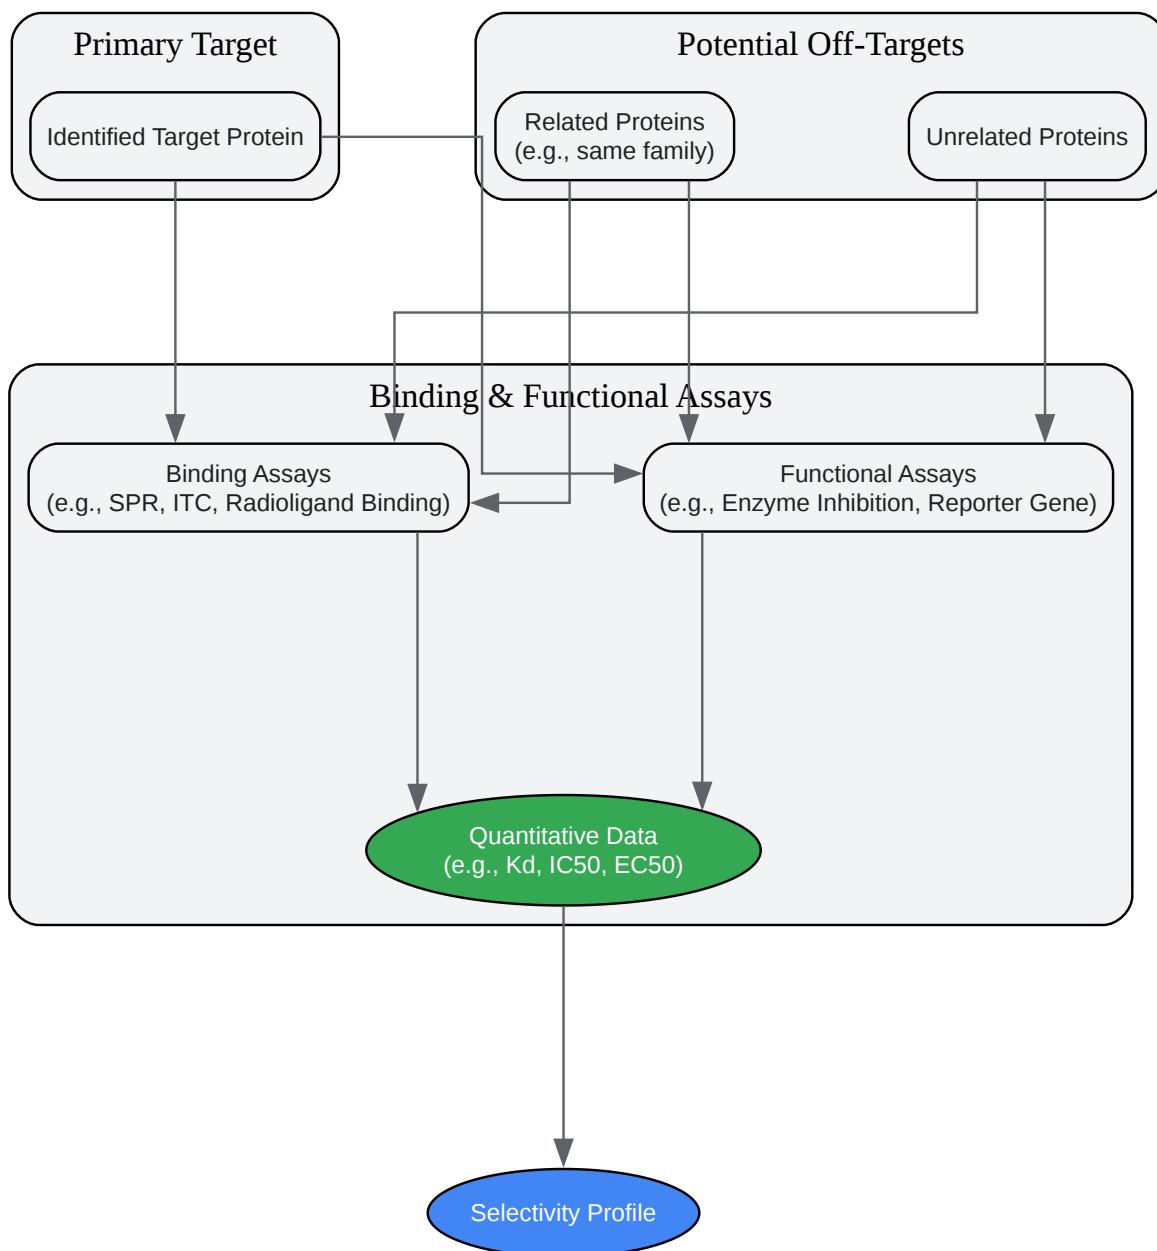 Primary Target
Potential Off-Targets
Identified Target Protein
Related Proteins
(e.g., same family)
Unrelated Proteins
Binding & Functional Assays
Binding Assays
(e.g., SPR, ITC, Radioligand Binding)
Functional Assays
(e.g., Enzyme Inhibition, Reporter Gene)
Quantitative Data
(e.g., Kd, IC50, EC50)
Selectivity Profile